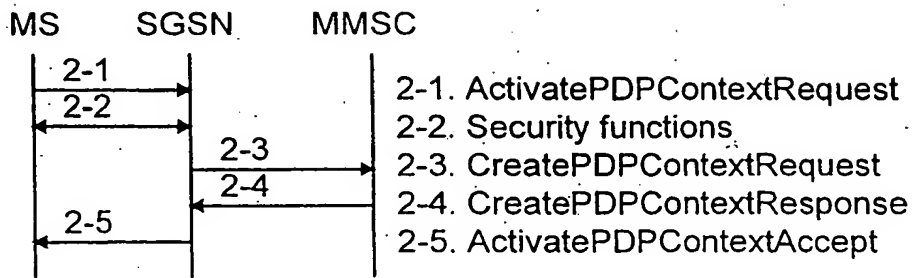 MS SGSN MMSC
2-1
2-2
2-3
2-4
2-5
2-1. ActivatePDPContextRequest
2-2. Security functions
2-3. CreatePDPContextRequest
2-4. CreatePDPContextResponse
2-5. ActivatePDPContextAccept